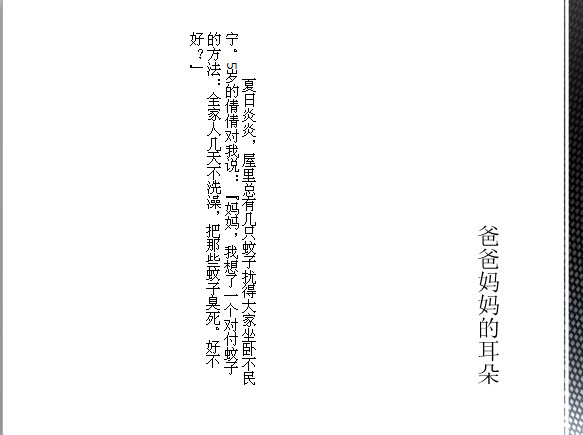 爸爸妈妈的耳朵
夏日炎炎，屋里总有几只蚊子扰得大家坐卧不民
宁。5岁的倩倩对我说：『妈妈，我想了一个对付蚊子
的方法：全家人几天不洗澡，把那些蚊子臭死。好不
好？』